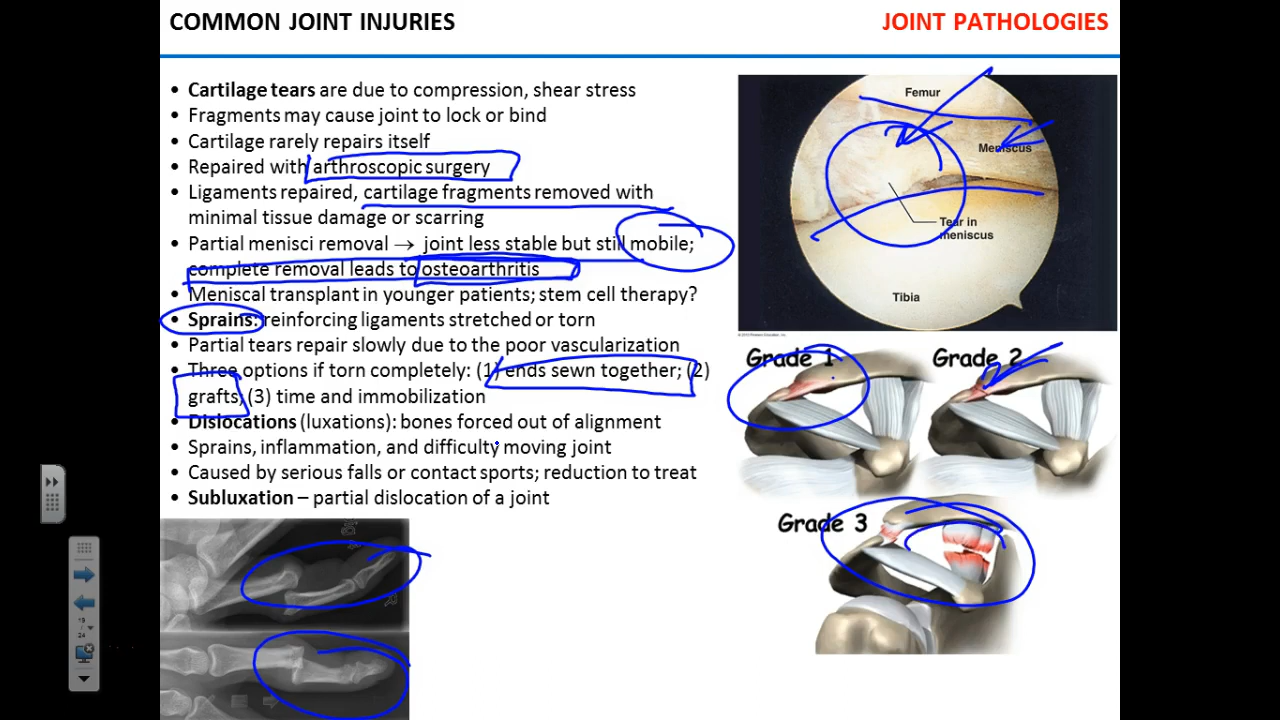 COMMON JOINT INJURIES
JOINT PATHOLOGIES
• Cartilage tears are due to compression, shear stress
• Fragments may cause joint to lock or bind
• Cartilage rarely repairs itself
• Repaired with arthroscopic surgery
• Ligaments repaired, cartilage fragments removed with
minimal tissue damage or scarring
• Partial menisci removal → joint less stable but still mobile;
complete removal leads to osteoarthritis
• Meniscal transplant in younger patients; stem cell therapy?
• Sprains: reinforcing ligaments stretched or torn
• Partial tears repair slowly due to the poor vascularization
• Three options if torn completely: (1) ends sewn together; (2)
grafts, (3) time and immobilization
• Dislocations (luxations): bones forced out of alignment
• Sprains, inflammation, and difficulty moving joint
• Caused by serious falls or contact sports; reduction to treat
• Subluxation – partial dislocation of a joint
Femur
Meniscus
Tear in
meniscus
Tibia
Grade 1
Grade 2
Grade 3
19
/
24